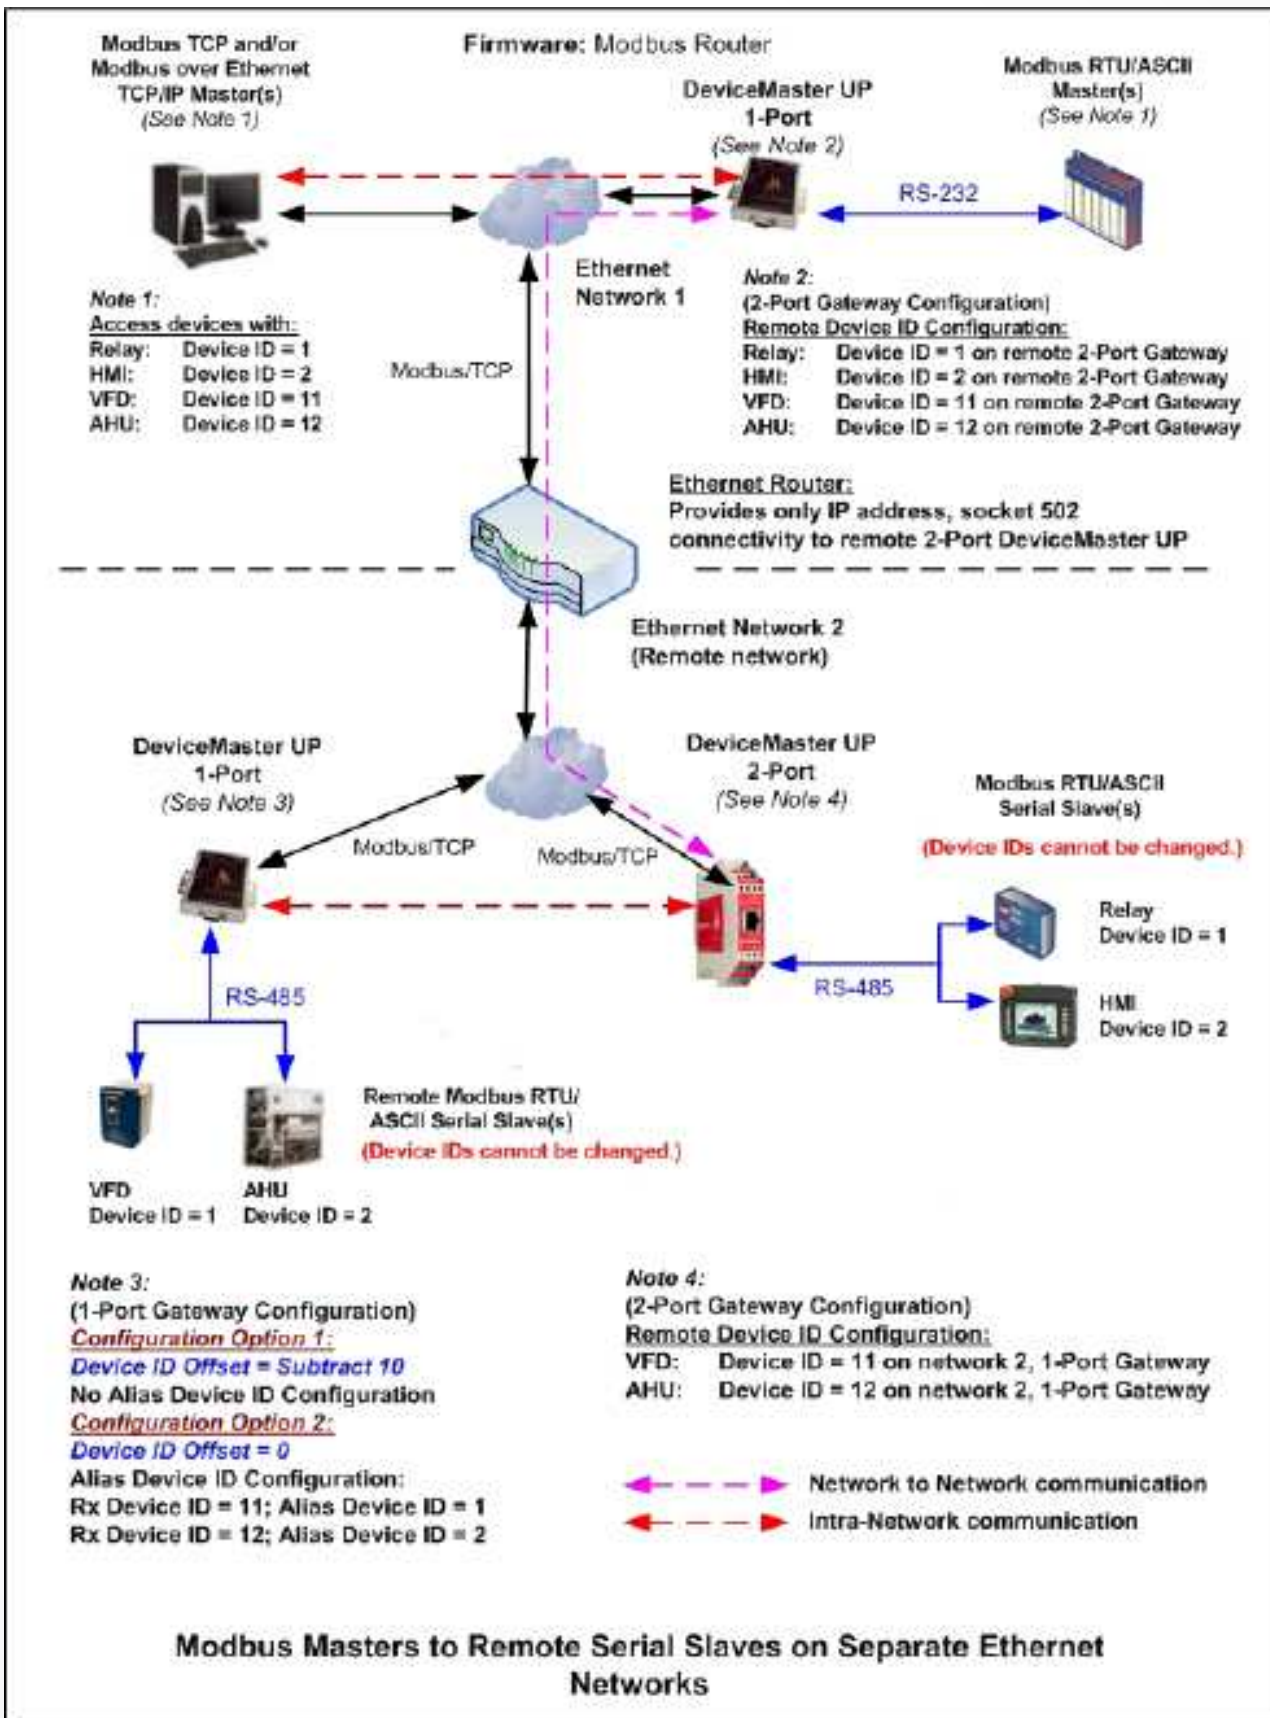 Modbus TCP and/or
Modbus over Ethernet
TCP/IP Master(s)
(See Note 1)
Firmware: Modbus Router
DeviceMaster UP
1-Port
(See Note 2)
Modbus RTU/ASCII
Master(s)
(See Note 1)
RS-232
Ethernet
Network 1
Note 1:
Access devices with:
Relay: Device ID = 1
HMI: Device ID = 2
VFD: Device ID = 11
AHU: Device ID = 12
Modbus/TCP
Note 2:
(2-Port Gateway Configuration)
Remote Device ID Configuration:
Relay: Device ID = 1 on remote 2-Port Gateway
HMI: Device ID = 2 on remote 2-Port Gateway
VFD: Device ID = 11 on remote 2-Port Gateway
AHU: Device ID = 12 on remote 2-Port Gateway
Ethernet Router:
Provides only IP address, socket 502
connectivity to remote 2-Port DeviceMaster UP
Ethernet Network 2
(Remote network)
DeviceMaster UP
1-Port
(See Note 3)
DeviceMaster UP
2-Port
(See Note 4)
Modbus RTU/ASCII
Serial Slave(s)
(Device IDs cannot be changed.)
Modbus/TCP
Modbus/TCP
Relay
Device ID = 1
RS-485
HMI
Device ID = 2
RS-485
Remote Modbus RTU/
ASCII Serial Slave(s)
(Device IDs cannot be changed.)
VFD
Device ID = 1
AHU
Device ID = 2
Note 3:
(1-Port Gateway Configuration)
Configuration Option 1:
Device ID Offset = Subtract 10
No Alias Device ID Configuration
Configuration Option 2:
Device ID Offset = 0
Alias Device ID Configuration:
Rx Device ID = 11; Alias Device ID = 1
Rx Device ID = 12; Alias Device ID = 2
Note 4:
(2-Port Gateway Configuration)
Remote Device ID Configuration:
VFD: Device ID = 11 on network 2, 1-Port Gateway
AHU: Device ID = 12 on network 2, 1-Port Gateway
Network to Network communication
Intra-Network communication
Modbus Masters to Remote Serial Slaves on Separate Ethernet
Networks